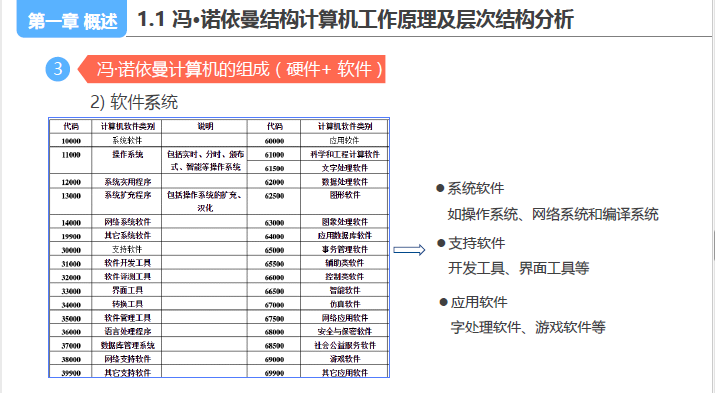 第一章 概述
1.1 冯•诺依曼结构计算机工作原理及层次结构分析
3 冯·诺依曼计算机的组成（硬件+ 软件）
2) 软件系统
代码 计算机软件类别 说明 代码 计算机软件类别
10000 系统软件 60000 应用软件
11000 操作系统 包括实时、分时、颁布式、智能等操作系统 61000 科学和工程计算软件
61500 文字处理软件
12000 系统实用程序 62000 数据处理软件
13000 系统扩充程序 包括操作系统的扩充、汉化 62500 图形软件
14000 网络系统软件 63000 图象处理软件
19900 其它系统软件 64000 应用数据库软件
30000 支持软件 65000 事务管理软件
31000 软件开发工具 65500 辅助类软件
32000 软件评测工具 66000 控制类软件
33000 界面工具 66500 智能软件
34000 转换工具 67000 仿真软件
35000 软件管理工具 67500 网络应用软件
36000 语言处理程序 68000 安全与保密软件
37000 数据库管理系统 68500 社会公益服务软件
38000 网络支持软件 69000 游戏软件
39900 其它支持软件 69900 其它应用软件
●系统软件
如操作系统、网络系统和编译系统
●支持软件
开发工具、界面工具等
●应用软件
字处理软件、游戏软件等